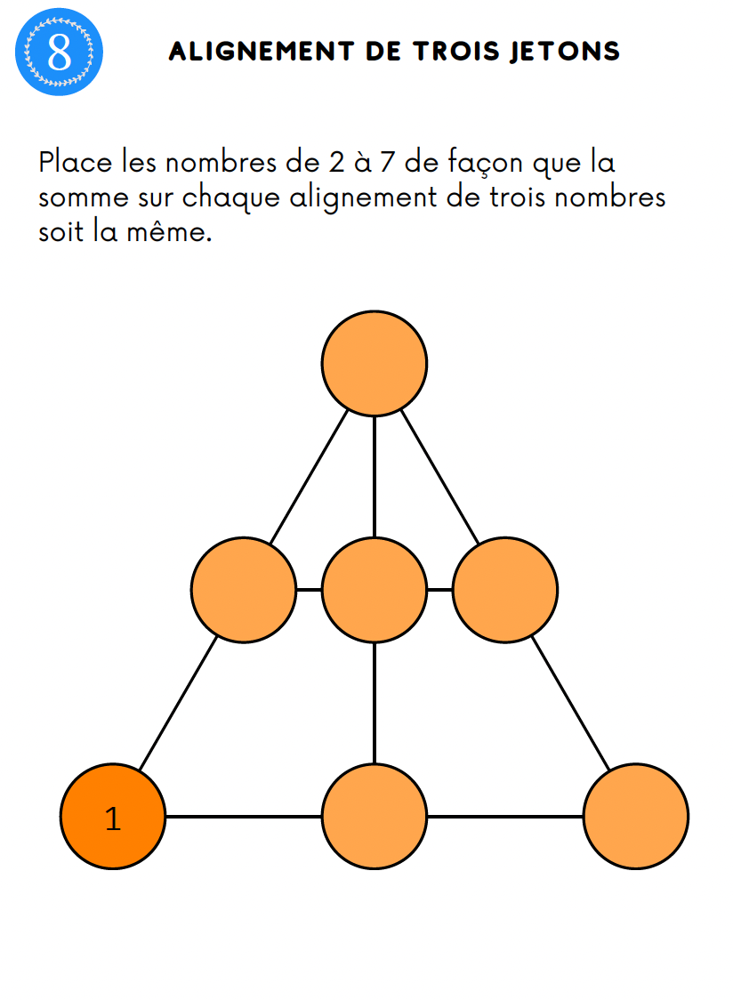 8
ALIGNEMENT DE TROIS JETONS
Place les nombres de 2 à 7 de façon que la
somme sur chaque alignement de trois nombres
soit la même.
1